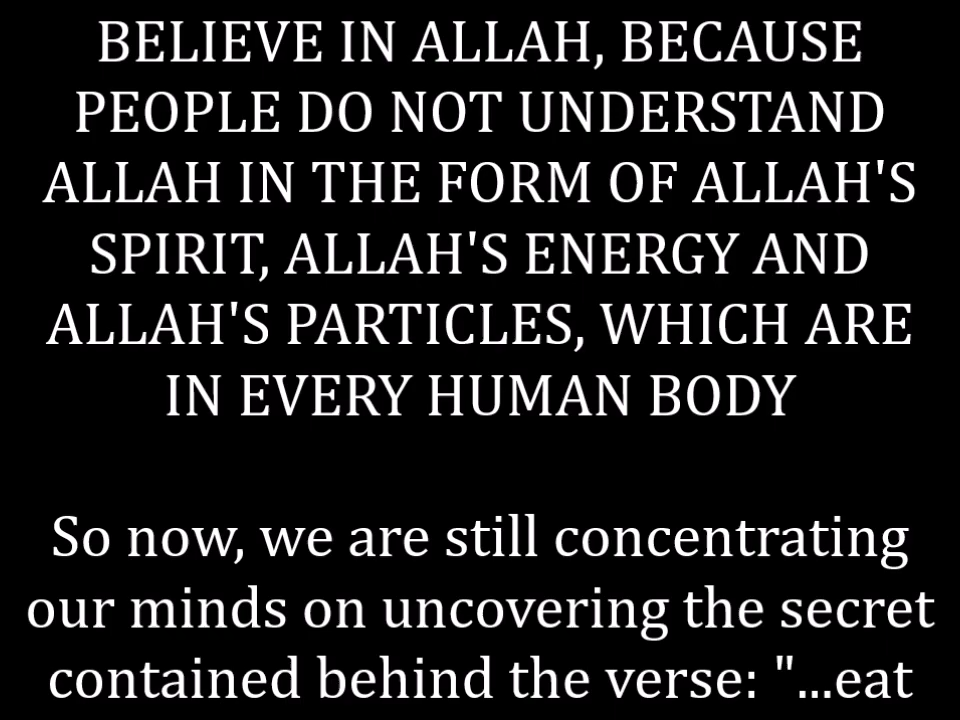 BELIEVE IN ALLAH, BECAUSE
PEOPLE DO NOT UNDERSTAND
ALLAH IN THE FORM OF ALLAH'S
SPIRIT, ALLAH'S ENERGY AND
ALLAH'S PARTICLES, WHICH ARE
IN EVERY HUMAN BODY
So now, we are still concentrating
our minds on uncovering the secret
contained behind the verse: "...eat